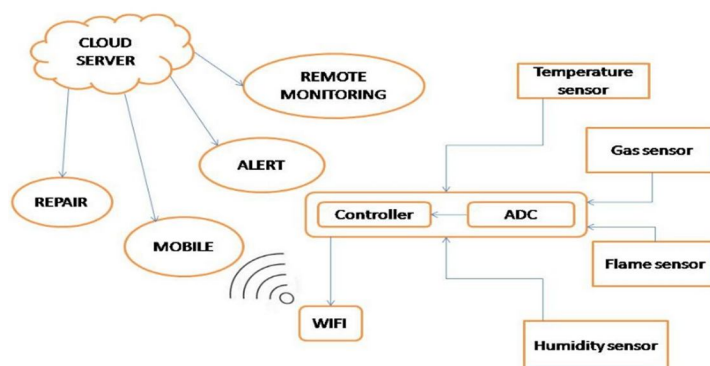 CLOUD
SERVER
REMOTE
MONITORING
Temperature
sensor
Gas sensor
ALERT
REPAIR
Controller
ADC
MOBILE
Flame sensor
WIFI
Humidity sensor